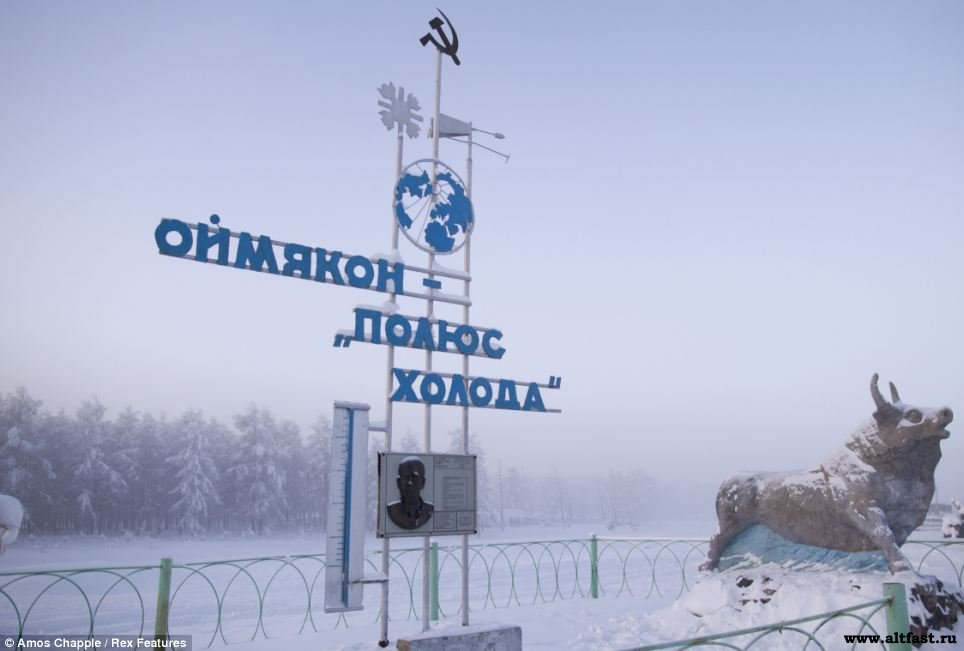 ОЙМЯКОН -
"ПОЛЮС
ХОЛОДА"
© Amos Chapple / Rex Features
www.altfast.ru